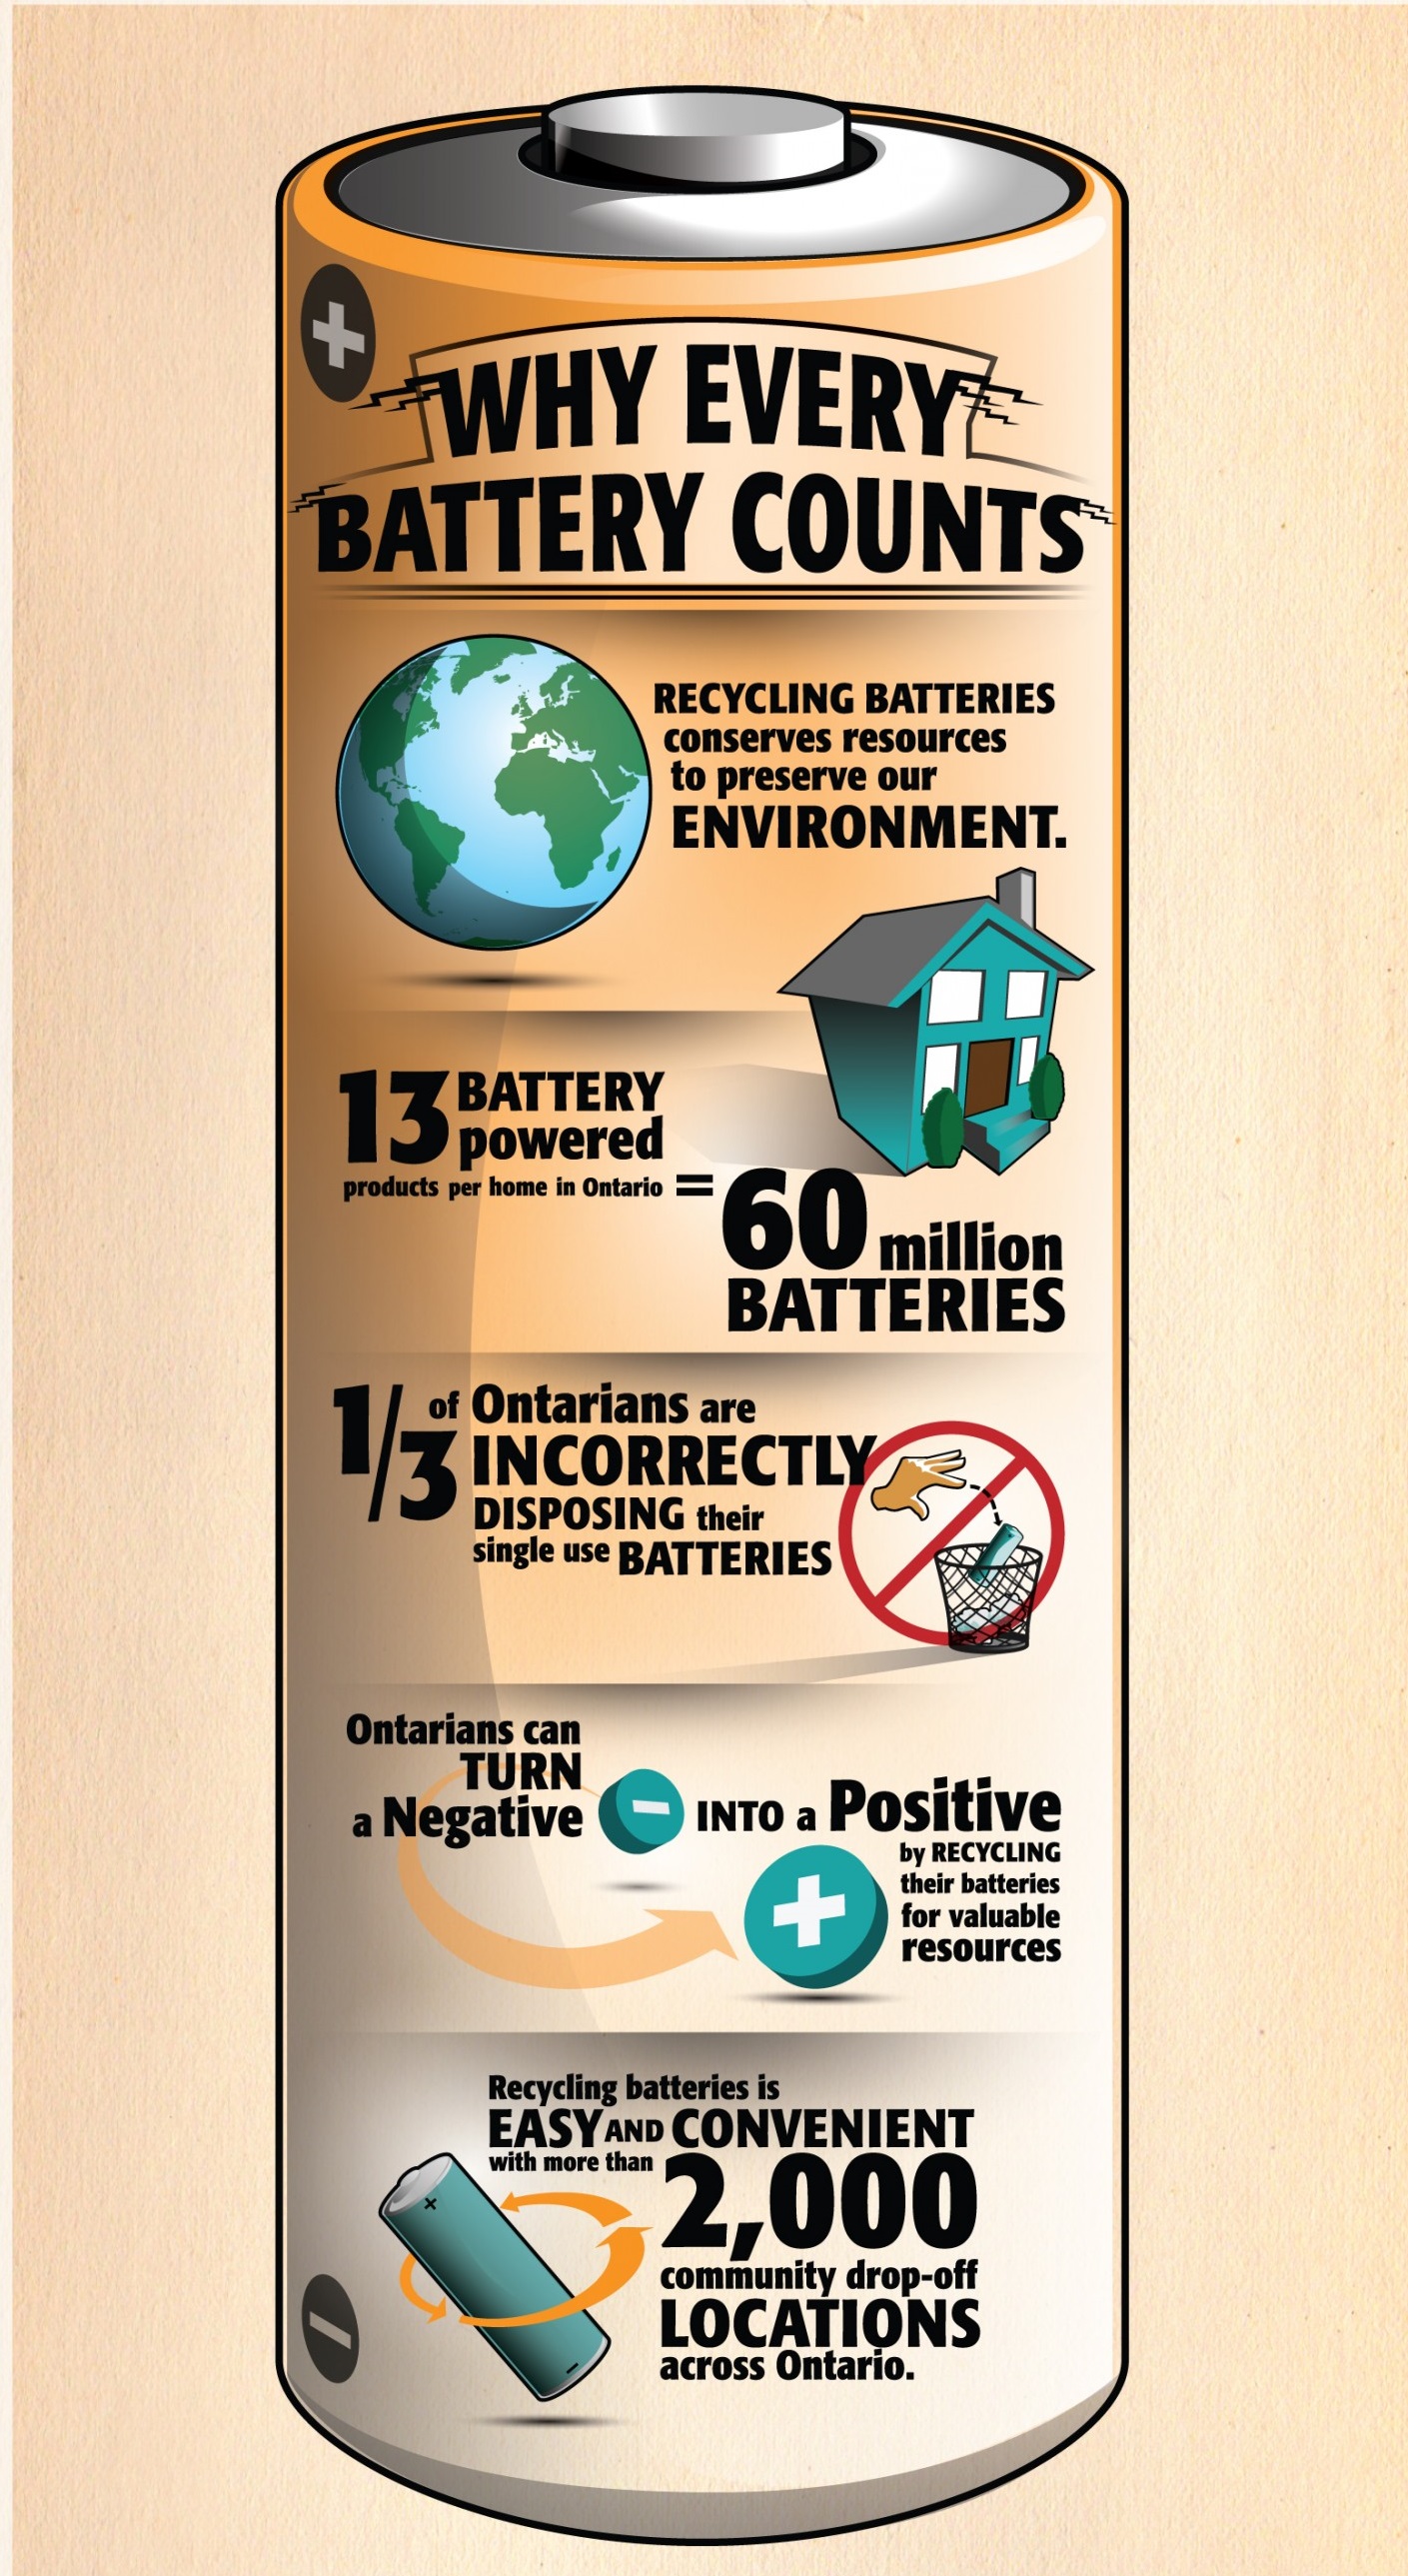 WHY EVERY
BATTERY COUNTS
RECYCLING BATTERIES
conserves resources
to preserve our
ENVIRONMENT.
13 BATTERY
powered
products per home in Ontario =
60 million
BATTERIES
1/3 of Ontarians are
INCORRECTLY
DISPOSING their
single use BATTERIES
Ontarians can
TURN
a Negative - INTO a Positive
by RECYCLING
their batteries
for valuable
resources
+
Recycling batteries is
EASY AND CONVENIENT
with more than 2,000
community drop-off
LOCATIONS
across Ontario.